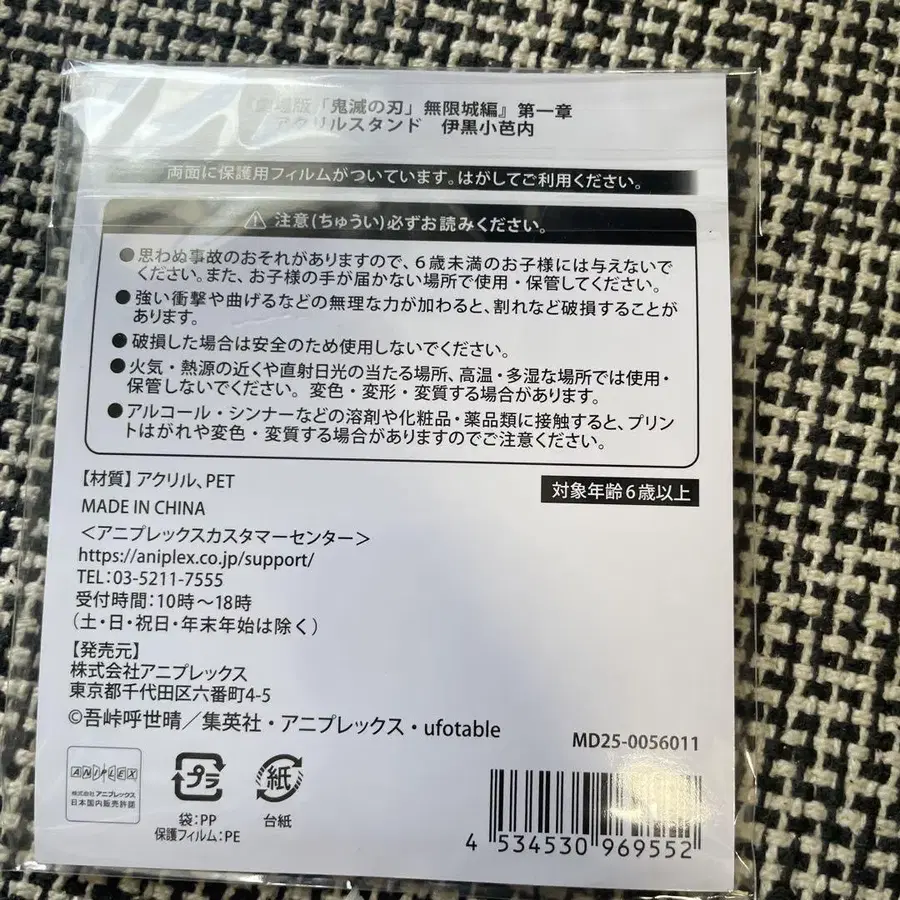 版「鬼滅の刃」無限城編』第一章
アクリルスタンド 伊黒小芭内
両面に保護用フィルムがついています。はがしてご利用ください。
注意(ちゅうい)必ずお読みください。
●思わぬ事故のおそれがありますので、6歳未満のお子様には与えないで
ください。また、お子様の手が届かない場所で使用・保管してください。
●強い衝撃や曲げるなどの無理な力が加わると、割れなど破損することが
あります。
●破損した場合は安全のため使用しないでください。
●火気・熱源の近くや直射日光の当たる場所、高温・多湿な場所では使用・
保管しないでください。 変色・変形・変質する場合があります。
●アルコール・シンナーなどの溶剤や化粧品・薬品類に接触すると、プリン
トはがれや変色・変質する場合がありますのでご注意ください。
【材質】アクリル、PET
対象年齢6歳以上
MADE IN CHINA
＜アニプレックスカスタマーセンター＞
https://aniplex.co.jp/support/
TEL：03-5211-7555
受付時間：10時～18時
（土・日・祝日・年末年始は除く）
【発売元】
株式会社アニプレックス
東京都千代田区六番町4-5
©吾峠呼世晴／集英社・アニプレックス・ufotable
MD25-0056011
ANIPLEX
株式会社アニプレックス
日本国内販売許諾
プラ
袋：PP
保護フィルム：PE
紙
台紙
4 534530 969552